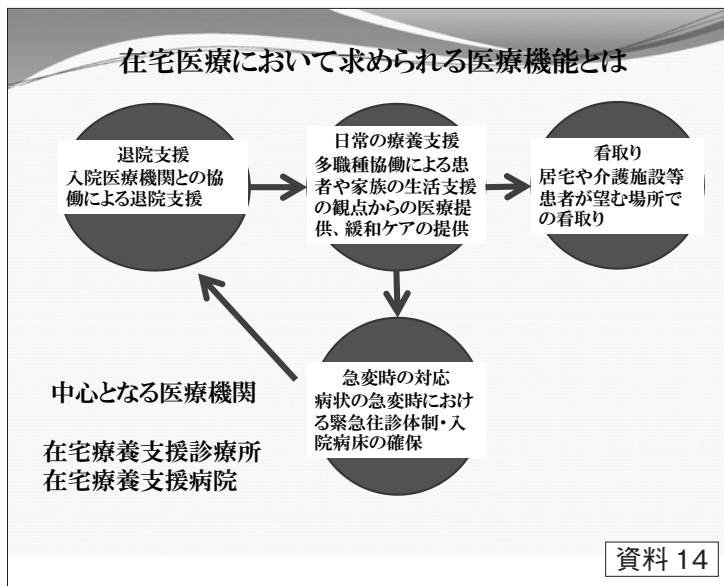 在宅医療において求められる医療機能とは
退院支援
入院医療機関との協
働による退院支援
日常の療養支援
多職種協働による患
者や家族の生活支援
の観点からの医療提
供、緩和ケアの提供
看取り
居宅や介護施設等
患者が望む場所で
の看取り
急変時の対応
病状の急変時におけ
る緊急往診体制・入
院病床の確保
中心となる医療機関
在宅療養支援診療所
在宅療養支援病院
資料 14